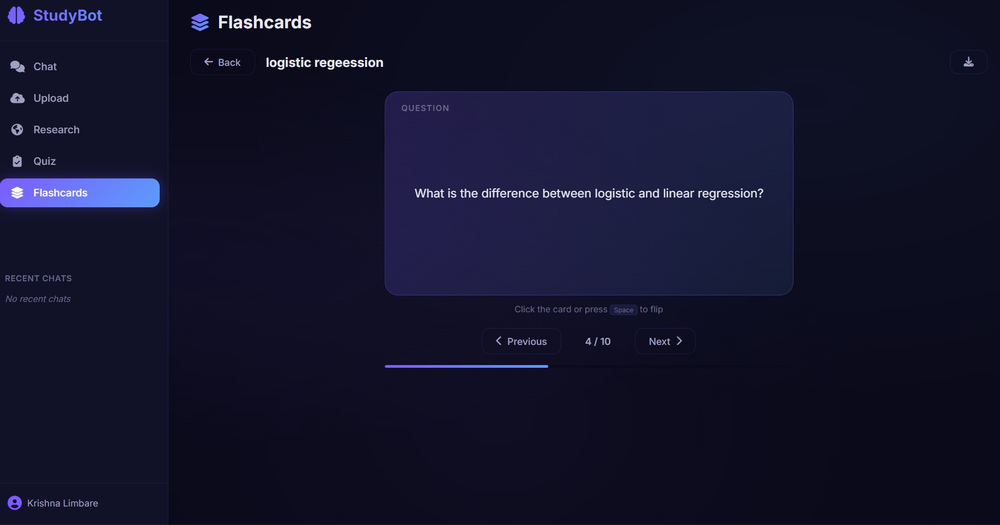 StudyBot
Chat
Upload
Research
Quiz
Flashcards
RECENT CHATS
No recent chats
Krishna Limbare
Flashcards
Back
logistic regeession
QUESTION
What is the difference between logistic and linear regression?
Click the card or press Space to flip
Previous
4 / 10
Next